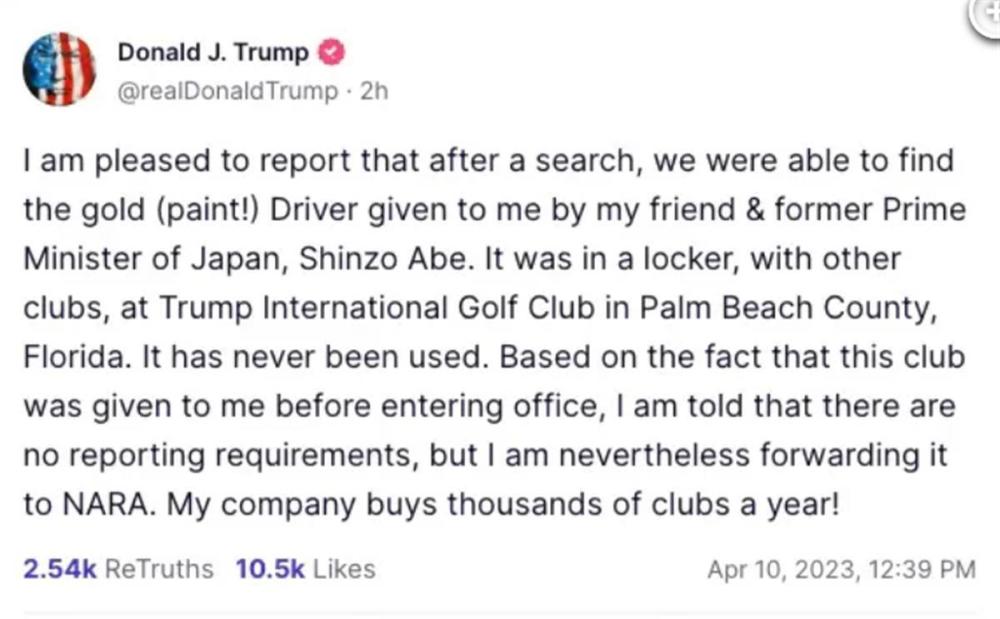 Donald J. Trump
@realDonaldTrump · 2h
I am pleased to report that after a search, we were able to find
the gold (paint!) Driver given to me by my friend & former Prime
Minister of Japan, Shinzo Abe. It was in a locker, with other
clubs, at Trump International Golf Club in Palm Beach County,
Florida. It has never been used. Based on the fact that this club
was given to me before entering office, I am told that there are
no reporting requirements, but I am nevertheless forwarding it
to NARA. My company buys thousands of clubs a year!
2.54k ReTruths 10.5k Likes Apr 10, 2023, 12:39 PM